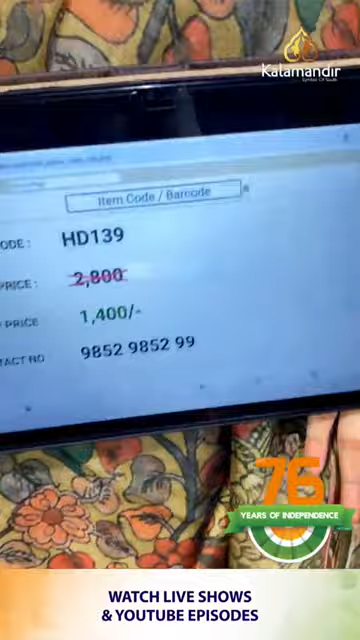 Kalamandir
Item Code / Barcode
ODE : HD139
PRICE : 2,800
PRICE 1,400/-
TACT NO 9852 9852 99
76
YEARS OF INDEPENDENCE
WATCH LIVE SHOWS
& YOUTUBE EPISODES